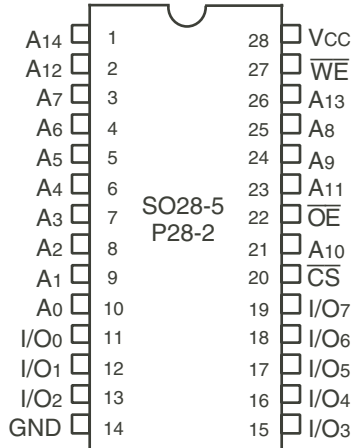 A14 1 28 VCC
A12 2 27 WE
A7 3 26 A13
A6 4 25 A8
A5 5 24 A9
A4 6 23 A11
A3 7 SO28-5 22 OE
P28-2
A2 8 21 A10
A1 9 20 CS
A0 10 19 I/O7
I/O0 11 18 I/O6
I/O1 12 17 I/O5
I/O2 13 16 I/O4
GND 14 15 I/O3